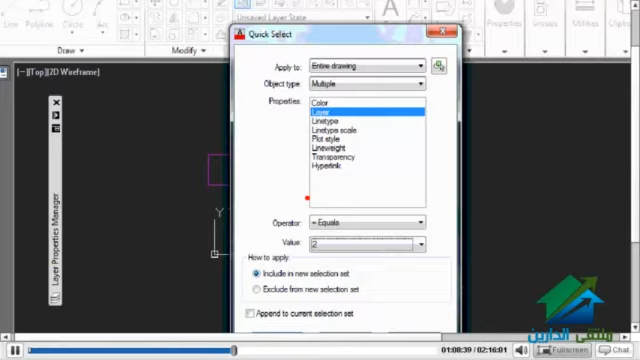 Polyline
Circle
Arc
Unsaved Layer State
Draw
Modify
Properties
Groups
Utilities
[−][Top][2D Wireframe]
Quick Select
Apply to: Entire drawing
Object type: Multiple
Properties: Color
Layer
Linetype
Linetype scale
Plot style
Lineweight
Transparency
Hyperlink
Operator: = Equals
Value: 2
How to apply:
Include in new selection set
Exclude from new selection set
Append to current selection set
Layer Properties Manager
Y
ملتقى الدارين
01:08:39 / 02:16:01
Fullscreen
Chat